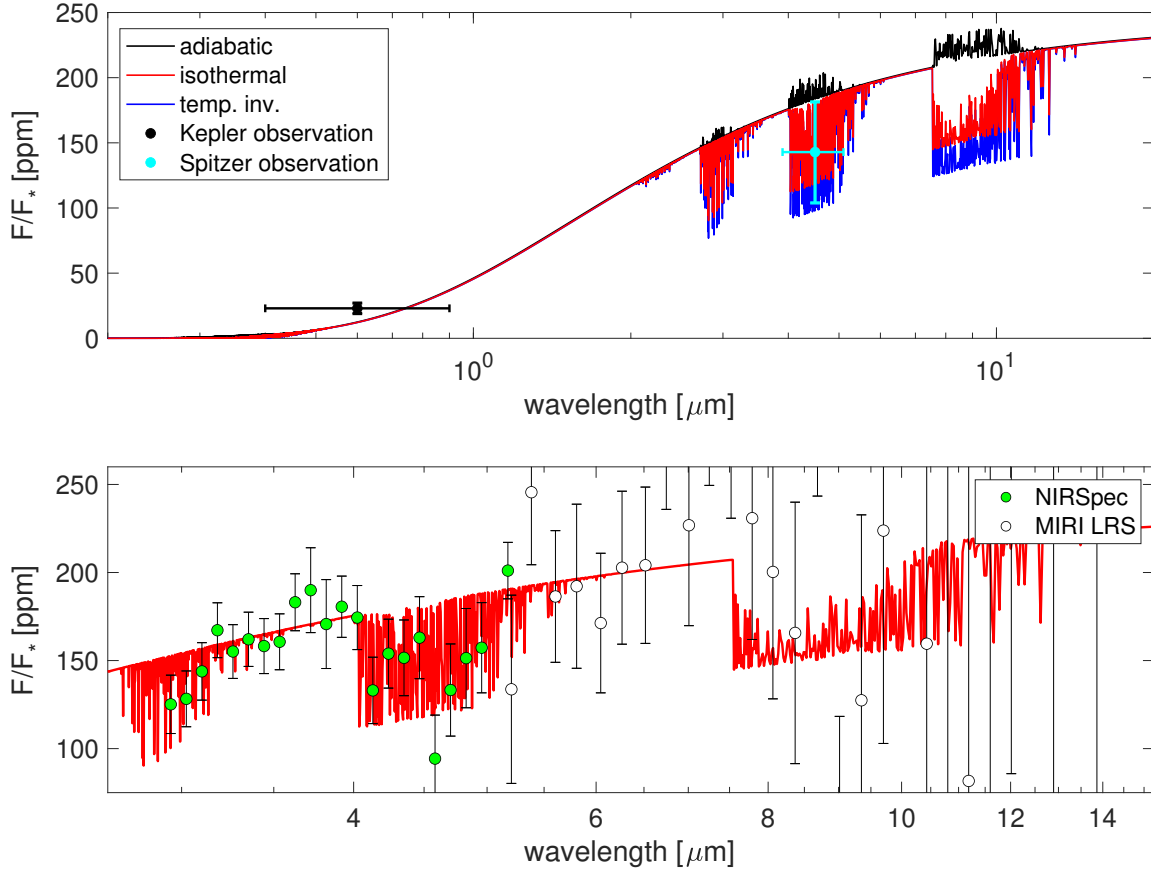 250
200
150
100
50
0
F/F* [ppm]
adiabatic
isothermal
temp. inv.
Kepler observation
Spitzer observation
10^0
10^1
wavelength [μm]
250
200
150
100
F/F* [ppm]
NIRSpec
MIRI LRS
4
6
8
10
12
14
wavelength [μm]